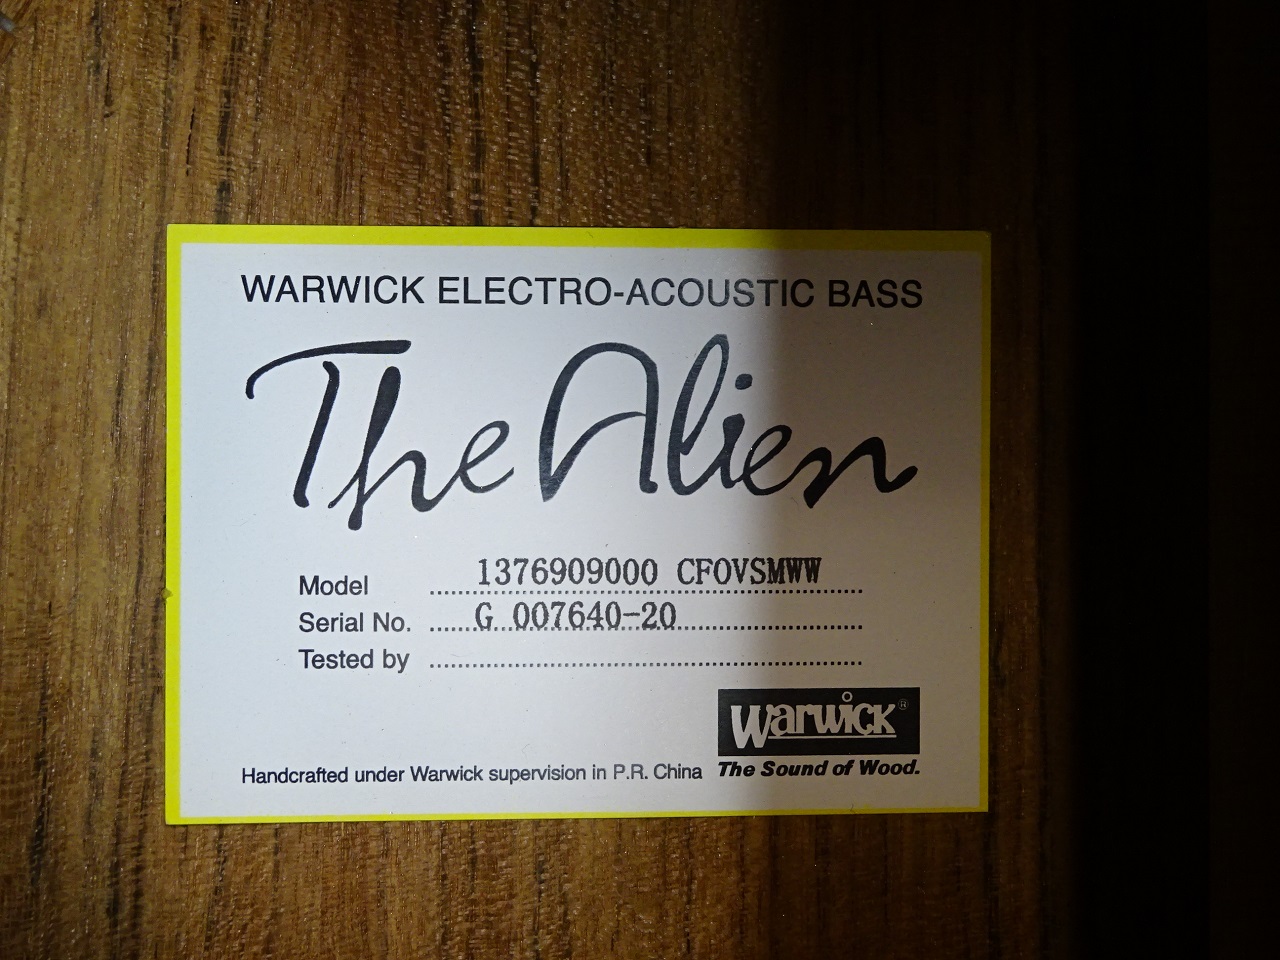 WARWICK ELECTRO-ACOUSTIC BASS
The Alien
Model 1376909000 CFOVSMWW
Serial No. G 007640-20
Tested by
Warwick®
Handcrafted under Warwick supervision in P.R. China
The Sound of Wood.